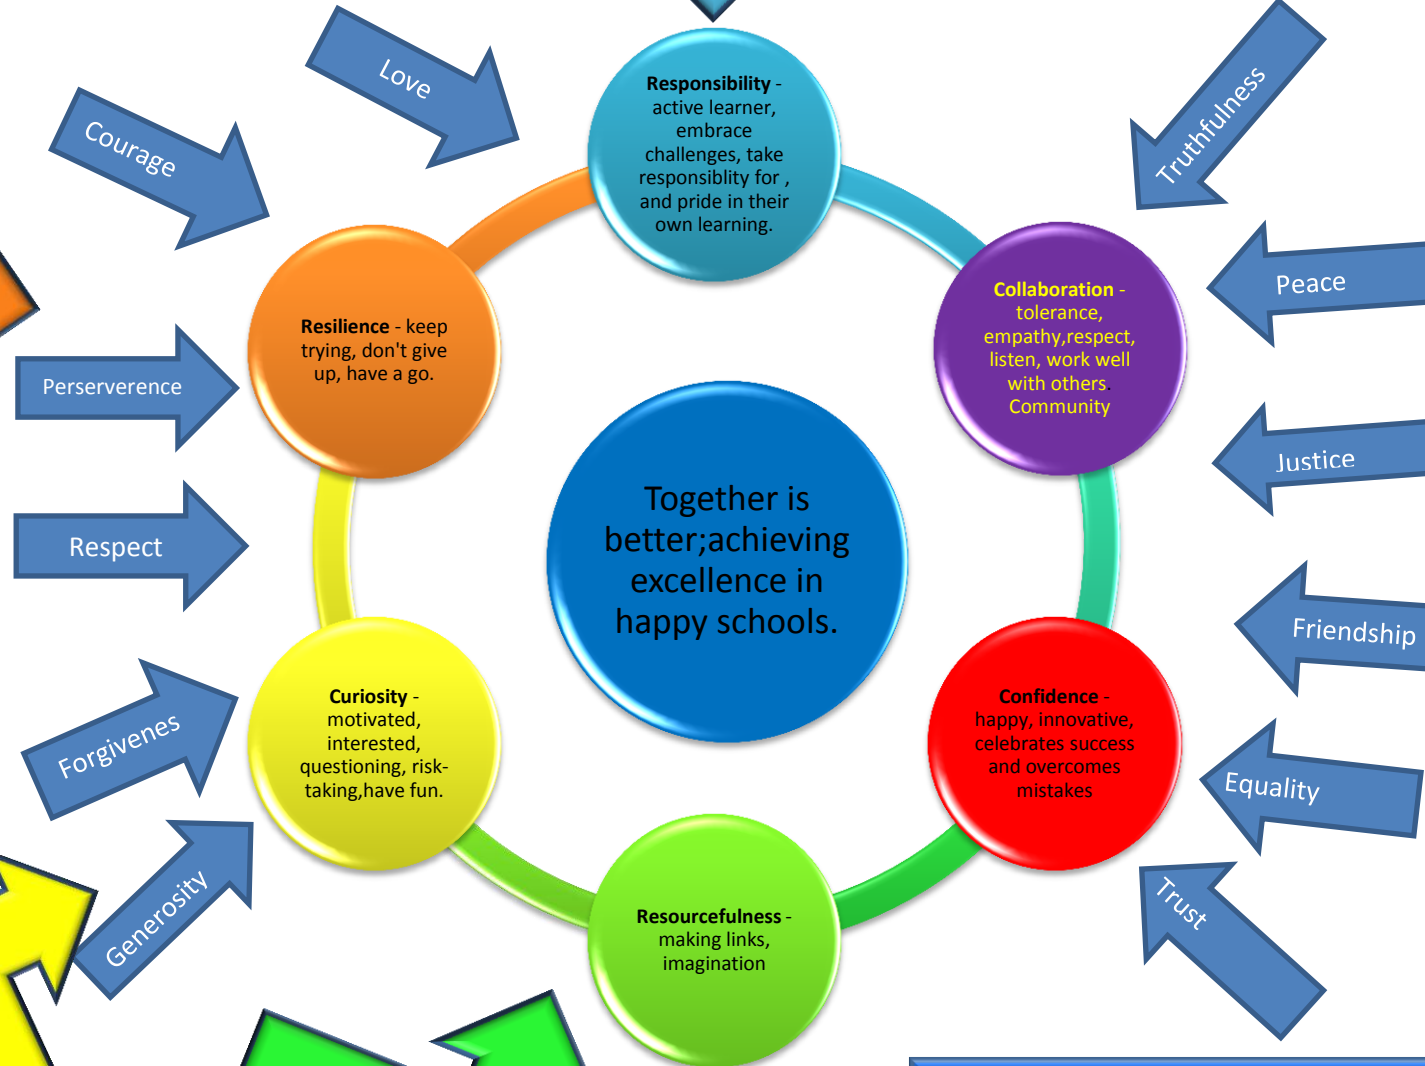 Love
Courage
Perserverence
Respect
Forgivenes
Generosity
Responsibility -
active learner,
embrace
challenges, take
responsiblity for ,
and pride in their
own learning.
Resilience - keep
trying, don't give
up, have a go.
Collaboration -
tolerance,
empathy,respect,
listen, work well
with others.
Community
Together is
better;achieving
excellence in
happy schools.
Curiosity -
motivated,
interested,
questioning, risk-
taking,have fun.
Confidence -
happy, innovative,
celebrates success
and overcomes
mistakes
Resourcefulness -
making links,
imagination
Truthfulness
Peace
Justice
Friendship
Equality
Trust